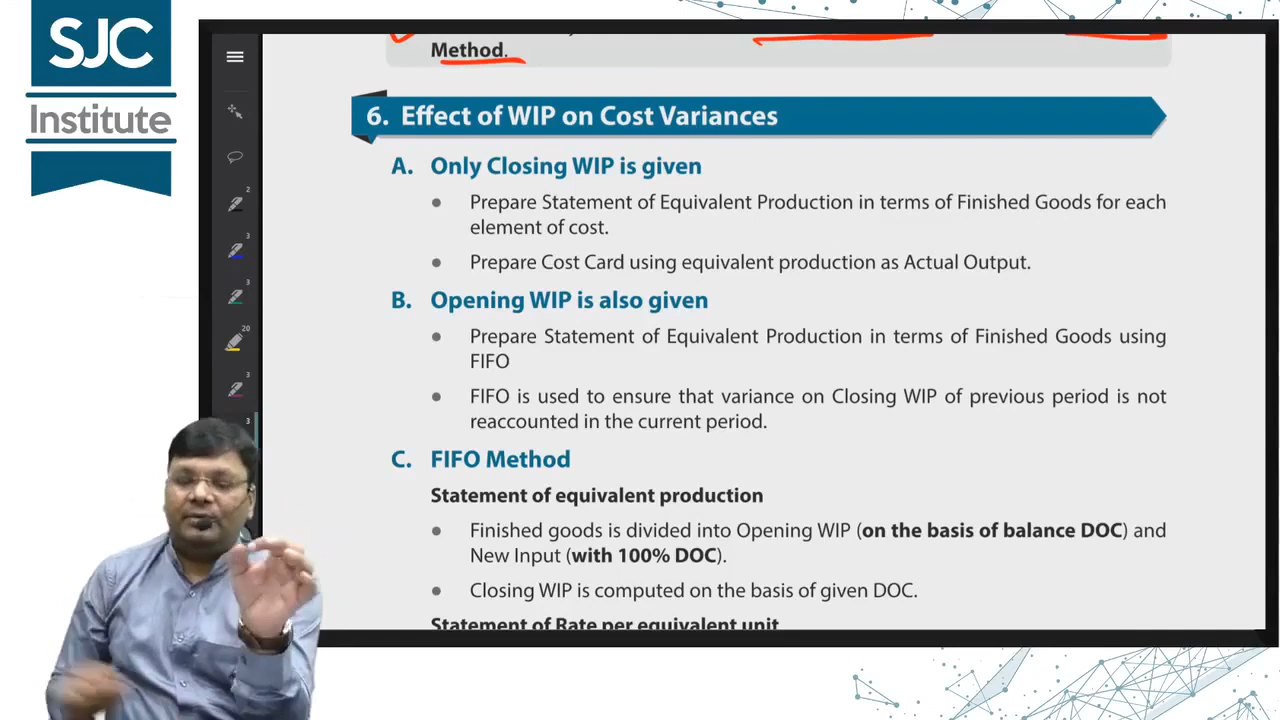 SJC
Institute
Method.
6. Effect of WIP on Cost Variances
A. Only Closing WIP is given
• Prepare Statement of Equivalent Production in terms of Finished Goods for each
element of cost.
• Prepare Cost Card using equivalent production as Actual Output.
B. Opening WIP is also given
• Prepare Statement of Equivalent Production in terms of Finished Goods using
FIFO
• FIFO is used to ensure that variance on Closing WIP of previous period is not
reaccounted in the current period.
C. FIFO Method
Statement of equivalent production
• Finished goods is divided into Opening WIP (on the basis of balance DOC) and
New Input (with 100% DOC).
• Closing WIP is computed on the basis of given DOC.
Statement of Rate per equivalent unit
2
3
3
20
3
3